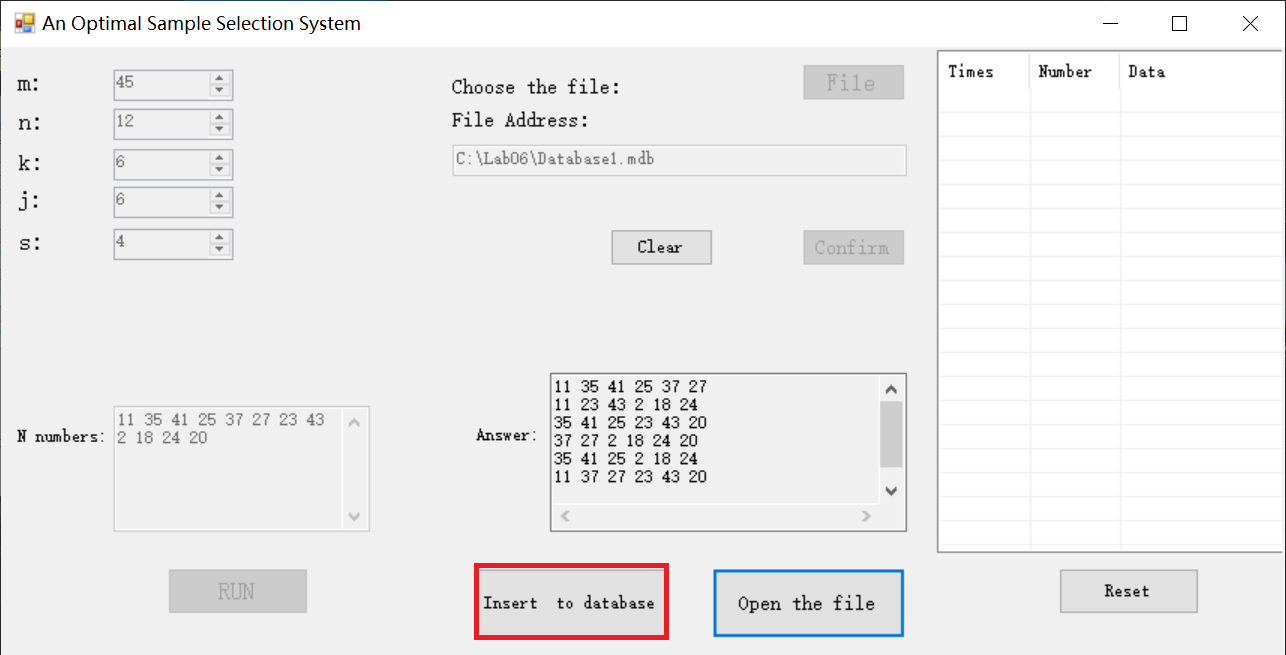 An Optimal Sample Selection System
m: 45
n: 12
k: 6
j: 6
s: 4
Choose the file: File
File Address:
C:\Lab06\Database1.mdb
Clear Confirm
N numbers: 11 35 41 25 37 27 23 43
2 18 24 20
Answer: 11 35 41 25 37 27
11 23 43 2 18 24
35 41 25 23 43 20
37 27 2 18 24 20
35 41 25 2 18 24
11 37 27 23 43 20
RUN
Insert to database
Open the file
Times Number Data
Reset